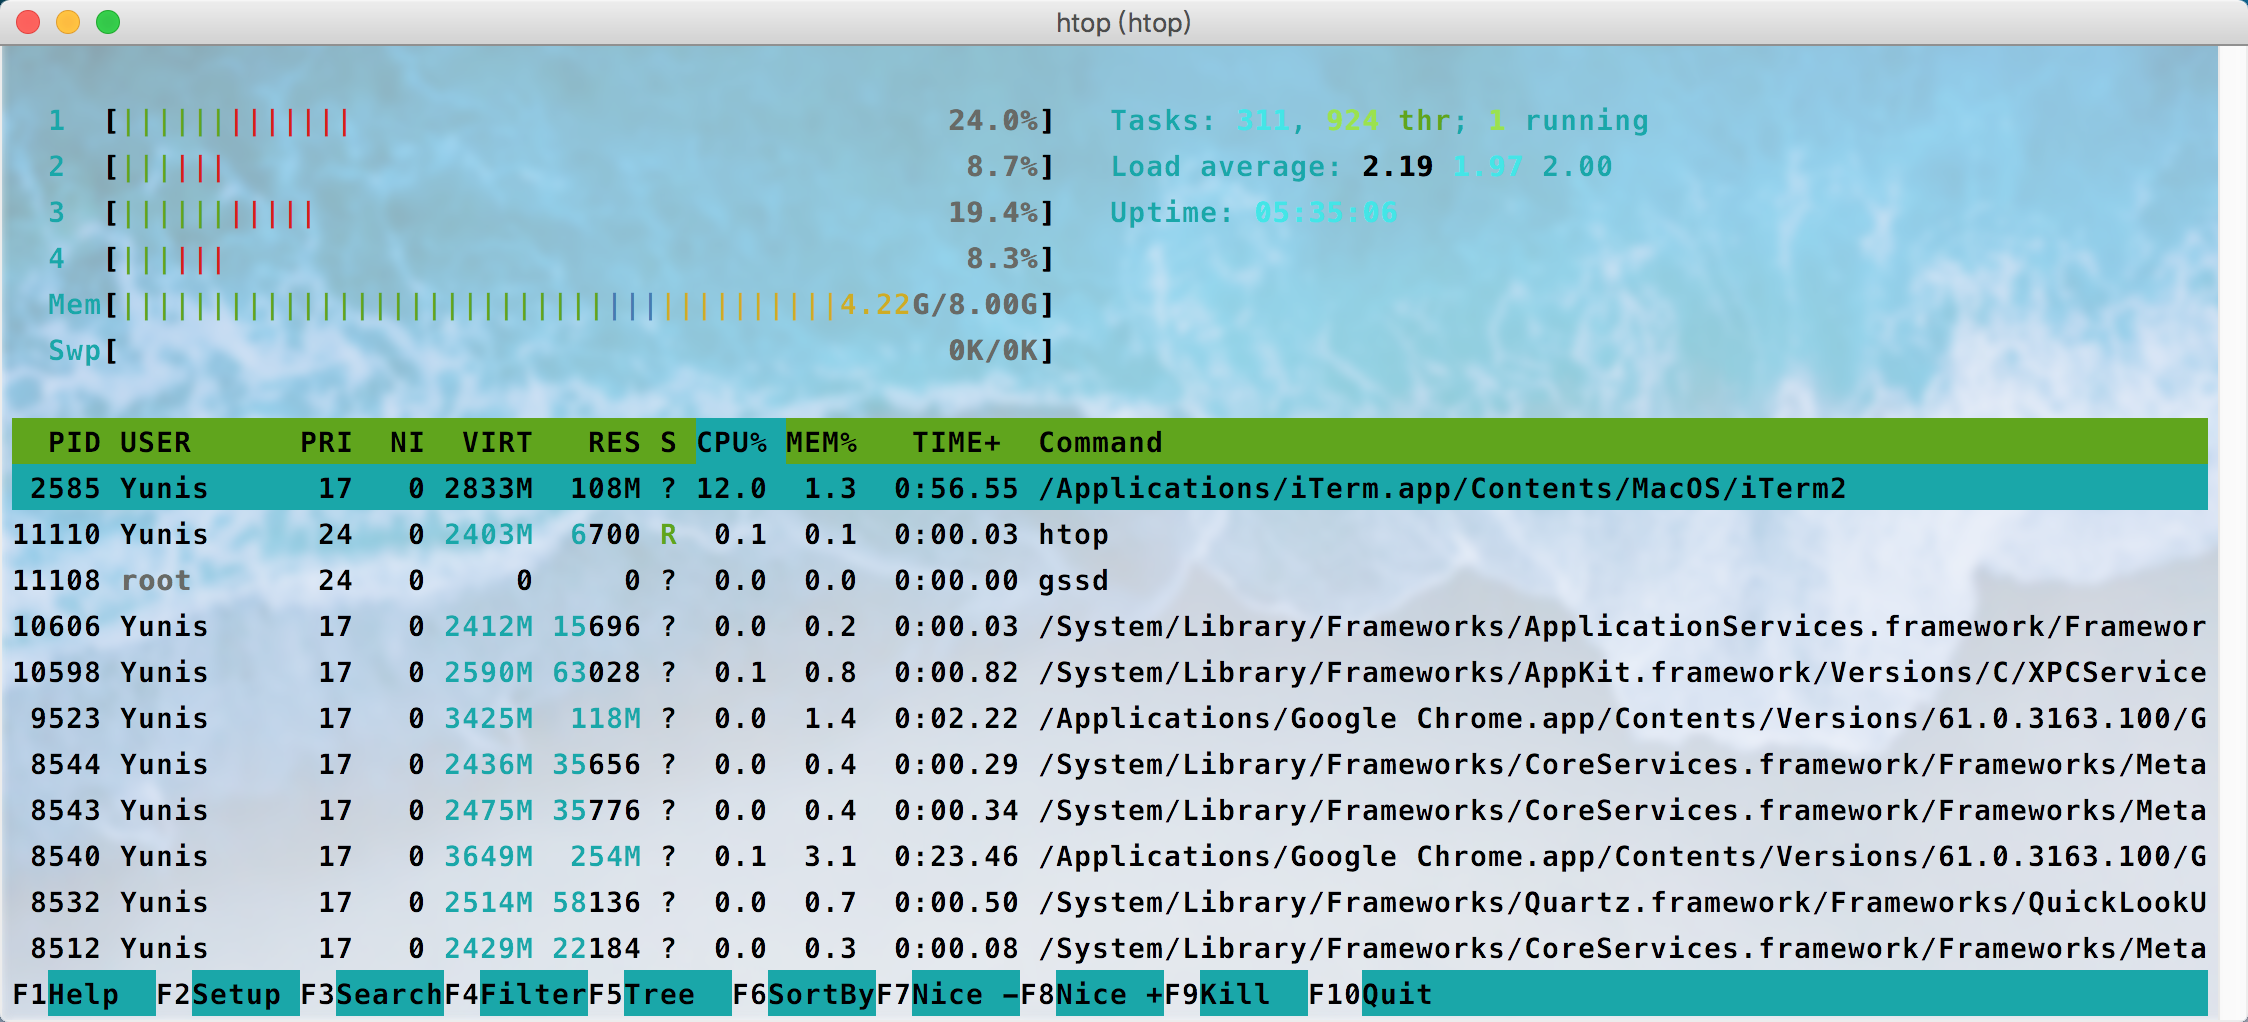 htop (htop)
1 [||||||||||||| 24.0%] Tasks: 311, 924 thr; 1 running
2 [|||||| 8.7%] Load average: 2.19 1.97 2.00
3 [||||||||||| 19.4%] Uptime: 05:35:06
4 [|||||| 8.3%]
Mem[||||||||||||||||||||||||||||||||||||||||4.22G/8.00G]
Swp[ 0K/0K]
PID USER PRI NI VIRT RES S CPU% MEM% TIME+ Command
2585 Yunis 17 0 2833M 108M ? 12.0 1.3 0:56.55 /Applications/iTerm.app/Contents/MacOS/iTerm2
11110 Yunis 24 0 2403M 6700 R 0.1 0.1 0:00.03 htop
11108 root 24 0 0 0 ? 0.0 0.0 0:00.00 gssd
10606 Yunis 17 0 2412M 15696 ? 0.0 0.2 0:00.03 /System/Library/Frameworks/ApplicationServices.framework/Framewor
10598 Yunis 17 0 2590M 63028 ? 0.1 0.8 0:00.82 /System/Library/Frameworks/AppKit.framework/Versions/C/XPCService
9523 Yunis 17 0 3425M 118M ? 0.0 1.4 0:02.22 /Applications/Google Chrome.app/Contents/Versions/61.0.3163.100/G
8544 Yunis 17 0 2436M 35656 ? 0.0 0.4 0:00.29 /System/Library/Frameworks/CoreServices.framework/Frameworks/Meta
8543 Yunis 17 0 2475M 35776 ? 0.0 0.4 0:00.34 /System/Library/Frameworks/CoreServices.framework/Frameworks/Meta
8540 Yunis 17 0 3649M 254M ? 0.1 3.1 0:23.46 /Applications/Google Chrome.app/Contents/Versions/61.0.3163.100/G
8532 Yunis 17 0 2514M 58136 ? 0.0 0.7 0:00.50 /System/Library/Frameworks/Quartz.framework/Frameworks/QuickLookU
8512 Yunis 17 0 2429M 22184 ? 0.0 0.3 0:00.08 /System/Library/Frameworks/CoreServices.framework/Frameworks/Meta
F1Help F2Setup F3SearchF4FilterF5Tree F6SortByF7Nice -F8Nice +F9Kill F10Quit